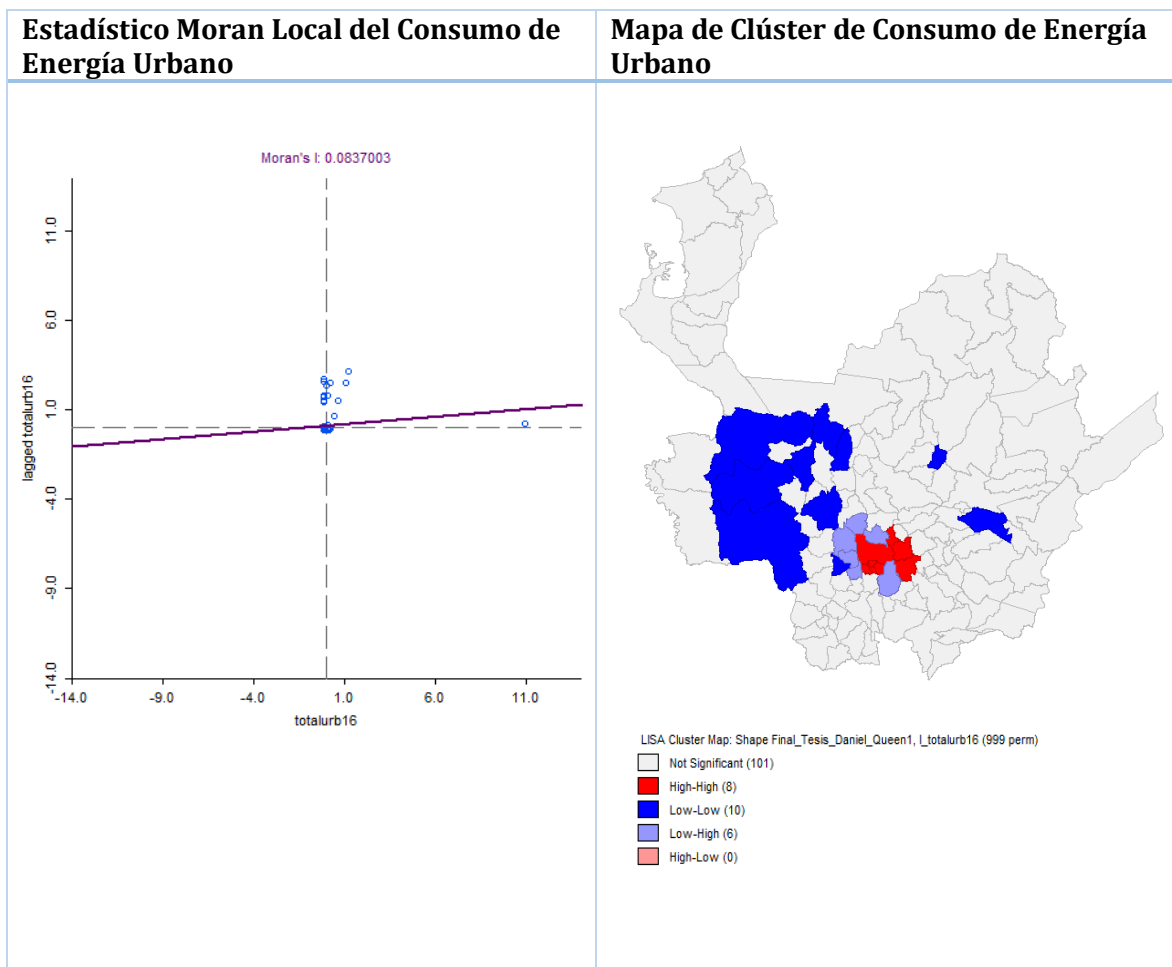 Estadístico Moran Local del Consumo de
Energía Urbano
Mapa de Clúster de Consumo de Energía
Urbano
Moran's I: 0.0837003
11.0
6.0
1.0
-4.0
-9.0
-14.0
lagged totalurb16
-14.0
-9.0
-4.0
1.0
6.0
11.0
totalurb16
LISA Cluster Map: Shape Final_Tesis_Daniel_Queen1, I_totalurb16 (999 perm)
Not Significant (101)
High-High (8)
Low-Low (10)
Low-High (6)
High-Low (0)